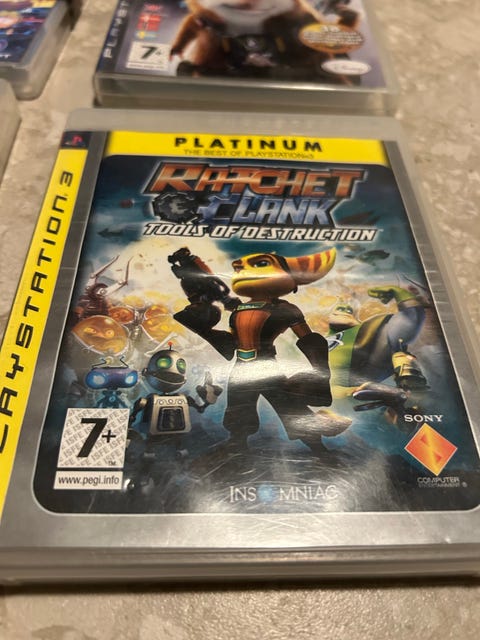 7+
PLATINUM
THE BEST OF PLAYSTATION®3
RATCHET
CLANK
TOOLS OF DESTRUCTION™
PLAYSTATION 3
7+
www.pegi.info
INSOMNIAC
SONY
COMPUTER
ENTERTAINMENT®